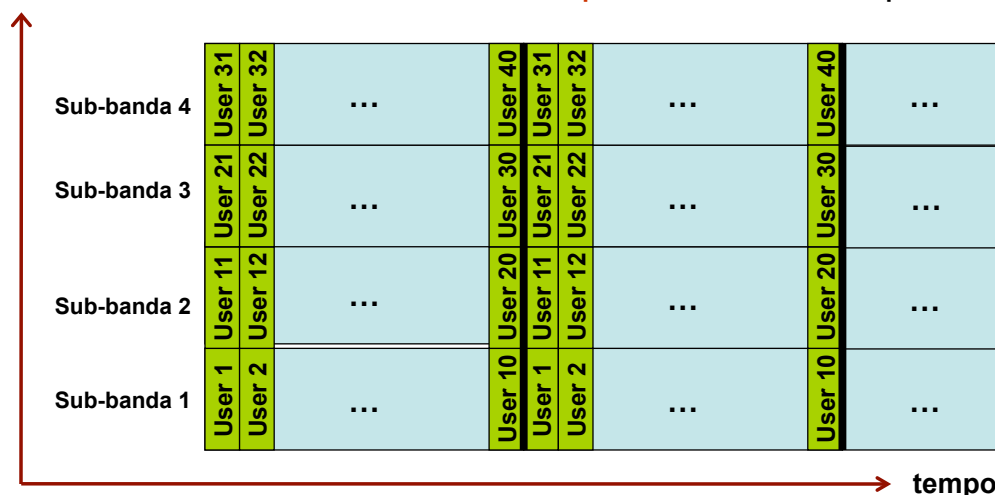 Sub-banda 4 User 31 User 32 ... User 40 User 31 User 32 ... User 40 ...
Sub-banda 3 User 21 User 22 ... User 30 User 21 User 22 ... User 30 ...
Sub-banda 2 User 11 User 12 ... User 20 User 11 User 12 ... User 20 ...
Sub-banda 1 User 1 User 2 ... User 10 User 1 User 2 ... User 10 ...
tempo